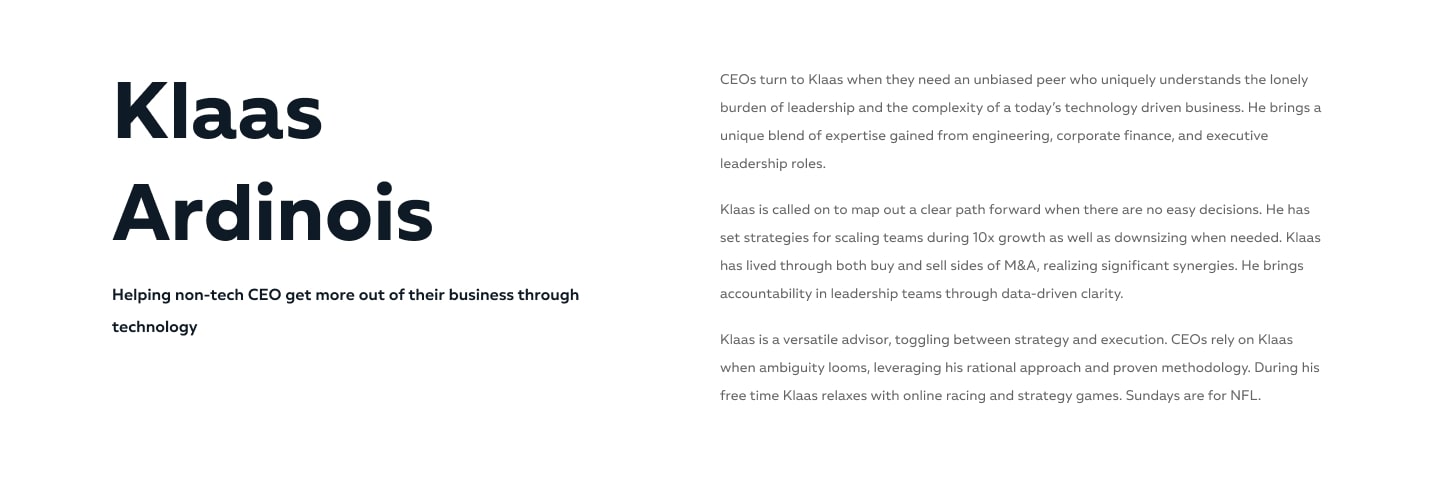 Klaas
Ardinois
Helping non-tech CEO get more out of their business through
technology
CEOs turn to Klaas when they need an unbiased peer who uniquely understands the lonely
burden of leadership and the complexity of a today’s technology driven business. He brings a
unique blend of expertise gained from engineering, corporate finance, and executive
leadership roles.
Klaas is called on to map out a clear path forward when there are no easy decisions. He has
set strategies for scaling teams during 10x growth as well as downsizing when needed. Klaas
has lived through both buy and sell sides of M&A, realizing significant synergies. He brings
accountability in leadership teams through data-driven clarity.
Klaas is a versatile advisor, toggling between strategy and execution. CEOs rely on Klaas
when ambiguity looms, leveraging his rational approach and proven methodology. During his
free time Klaas relaxes with online racing and strategy games. Sundays are for NFL.